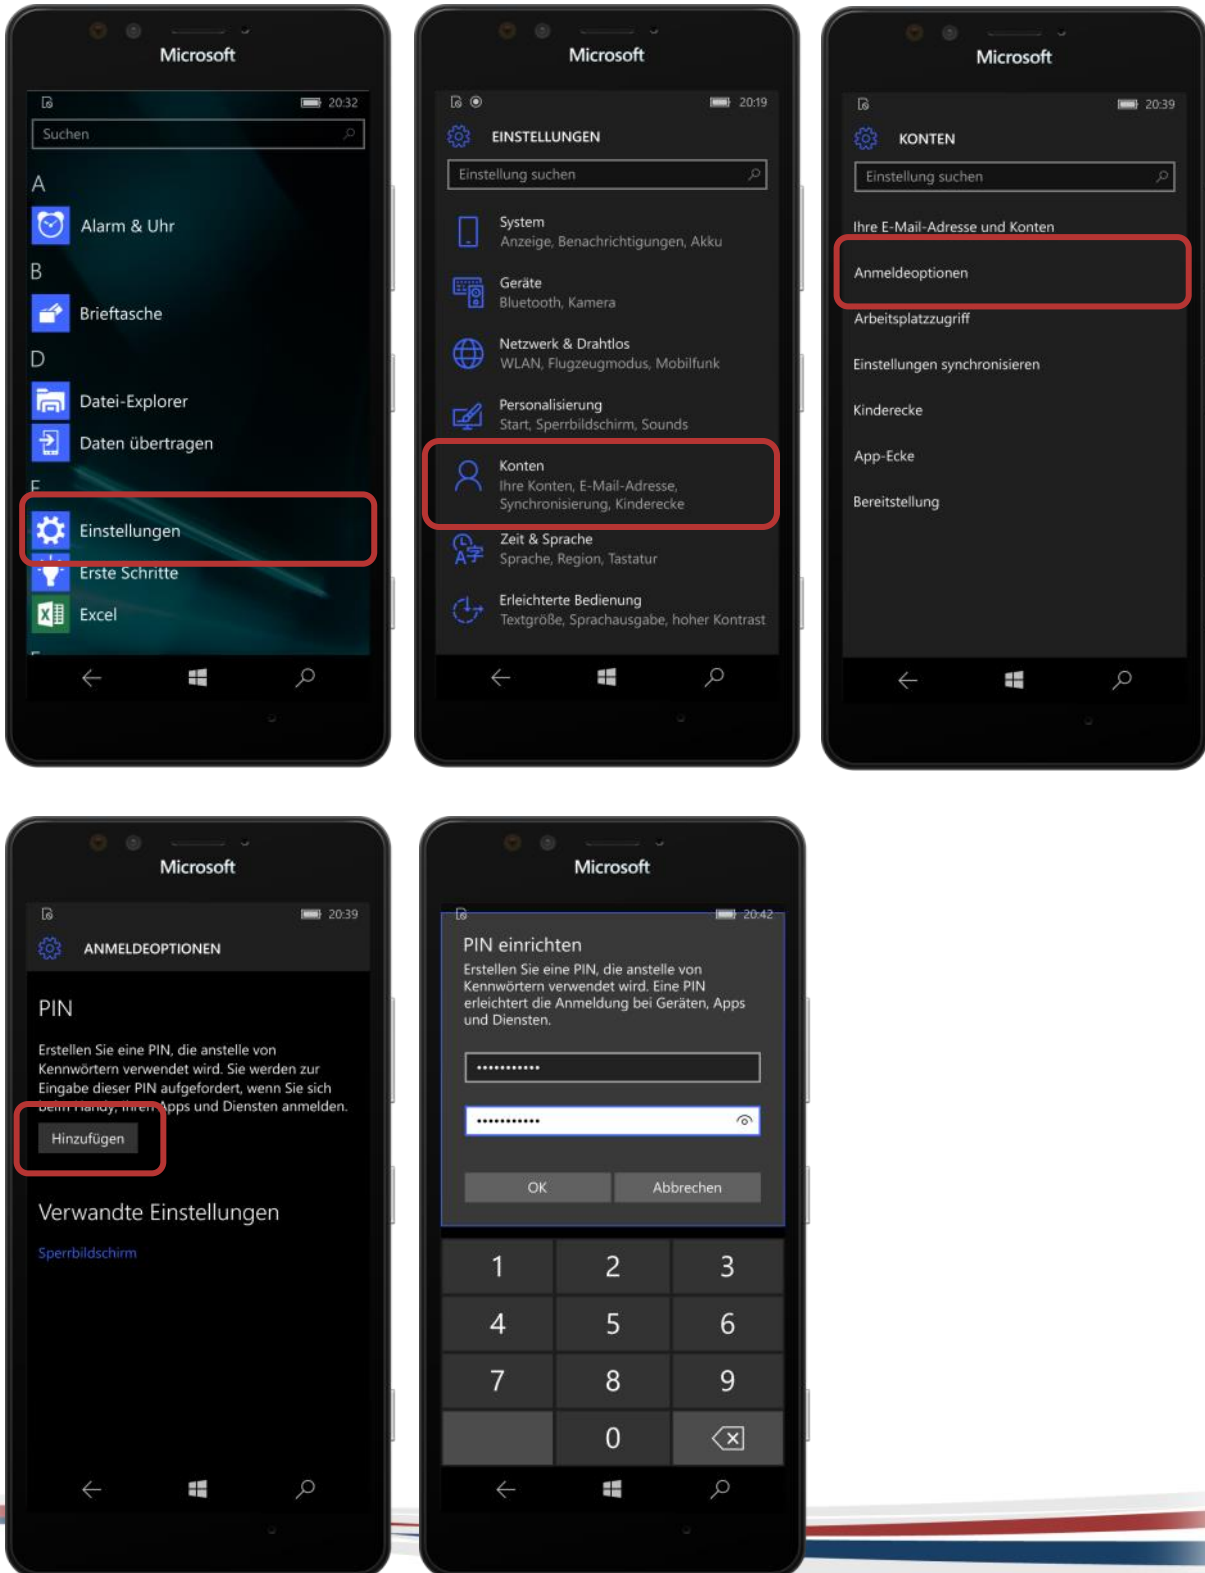 Microsoft
20:32
Suchen
A
Alarm & Uhr
B
Brieftasche
D
Datei-Explorer
Daten übertragen
E
Einstellungen
Erste Schritte
Excel
Microsoft
20:19
EINSTELLUNGEN
Einstellung suchen
System
Anzeige, Benachrichtigungen, Akku
Geräte
Bluetooth, Kamera
Netzwerk & Drahtlos
WLAN, Flugzeugmodus, Mobilfunk
Personalisierung
Start, Sperrbildschirm, Sounds
Konten
Ihre Konten, E-Mail-Adresse,
Synchronisierung, Kinderecke
Zeit & Sprache
Sprache, Region, Tastatur
Erleichterte Bedienung
Textgröße, Sprachausgabe, hoher Kontrast
Microsoft
20:39
KONTEN
Einstellung suchen
Ihre E-Mail-Adresse und Konten
Anmeldeoptionen
Arbeitsplatzzugriff
Einstellungen synchronisieren
Kinderecke
App-Ecke
Bereitstellung
Microsoft
20:39
ANMELDEOPTIONEN
PIN
Erstellen Sie eine PIN, die anstelle von
Kennwörtern verwendet wird. Sie werden zur
Eingabe dieser PIN aufgefordert, wenn Sie sich
beim Handy, Ihren Apps und Diensten anmelden.
Hinzufügen
Verwandte Einstellungen
Sperrbildschirm
Microsoft
20:42
PIN einrichten
Erstellen Sie eine PIN, die anstelle von
Kennwörtern verwendet wird. Eine PIN
erleichtert die Anmeldung bei Geräten, Apps
und Diensten.
OK Abbrechen
1 2 3
4 5 6
7 8 9
0